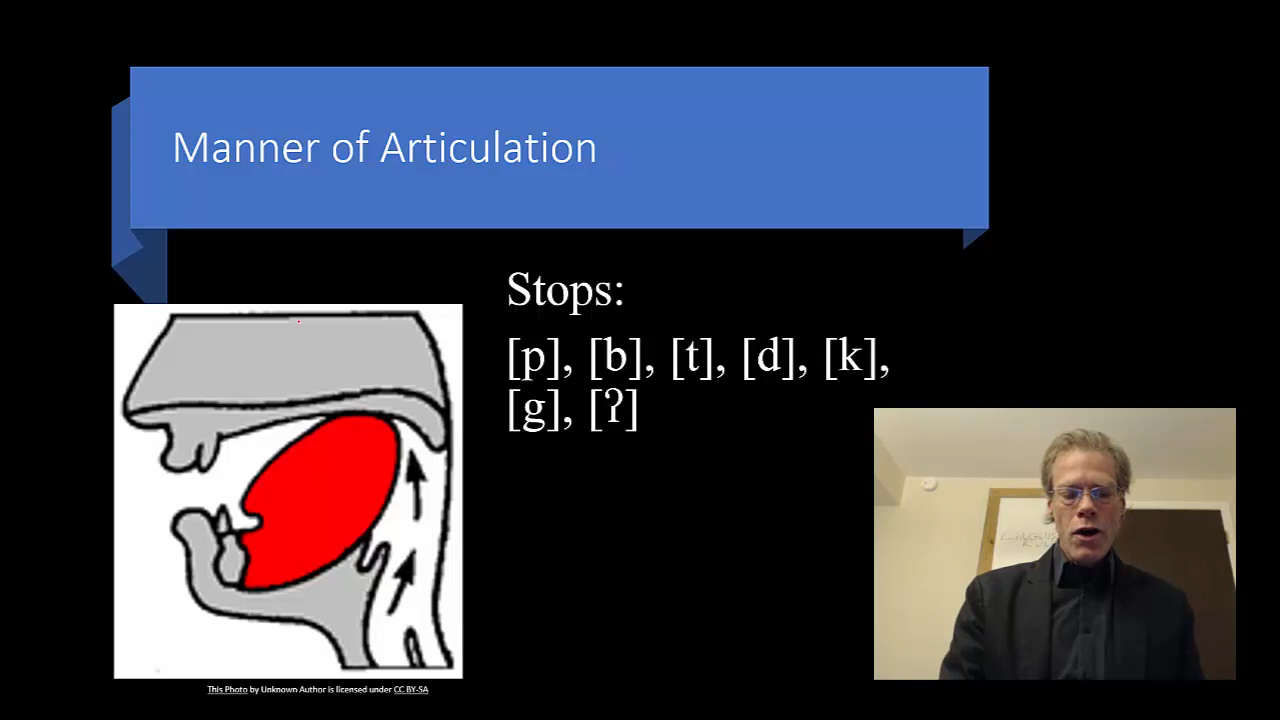 Manner of Articulation
Stops:
[p], [b], [t], [d], [k],
[g], [ʔ]
This Photo by Unknown Author is licensed under CC BY-SA